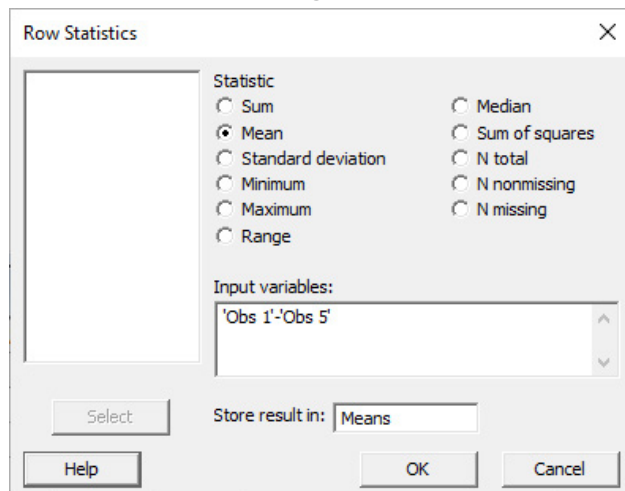 Row Statistics
Statistic
Sum
Median
Mean
Sum of squares
Standard deviation
N total
Minimum
N nonmissing
Maximum
N missing
Range
Input variables:
'Obs 1'-'Obs 5'
Select
Store result in: Means
Help
OK
Cancel